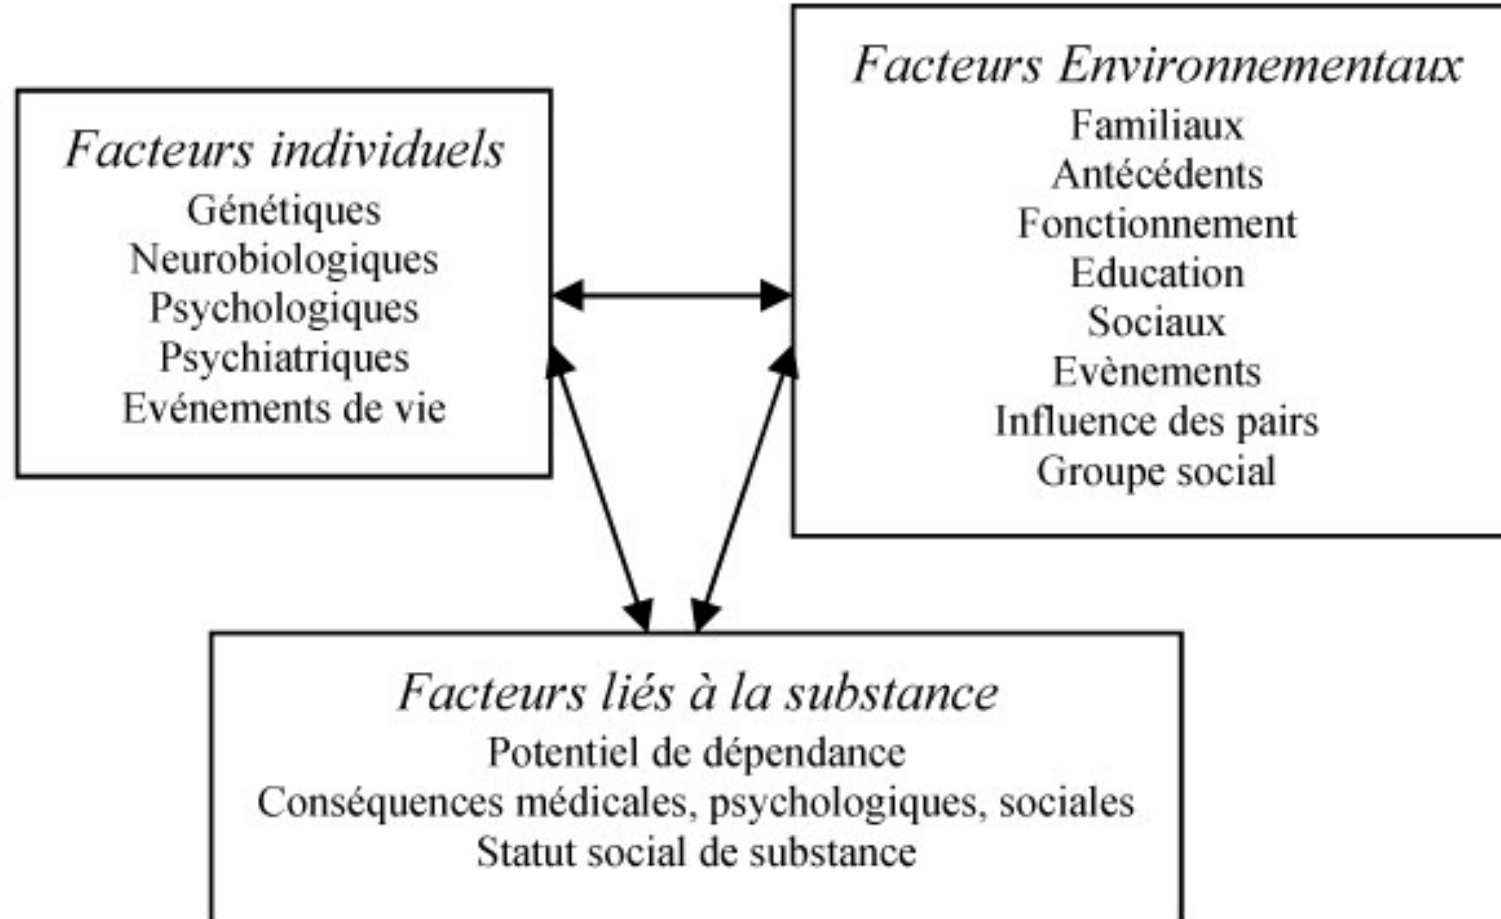 Facteurs individuels
Génétiques
Neurobiologiques
Psychologiques
Psychiatriques
Evénements de vie
Facteurs Environnementaux
Familiaux
Antécédents
Fonctionnement
Education
Sociaux
Evènements
Influence des pairs
Groupe social
Facteurs liés à la substance
Potentiel de dépendance
Conséquences médicales, psychologiques, sociales
Statut social de substance